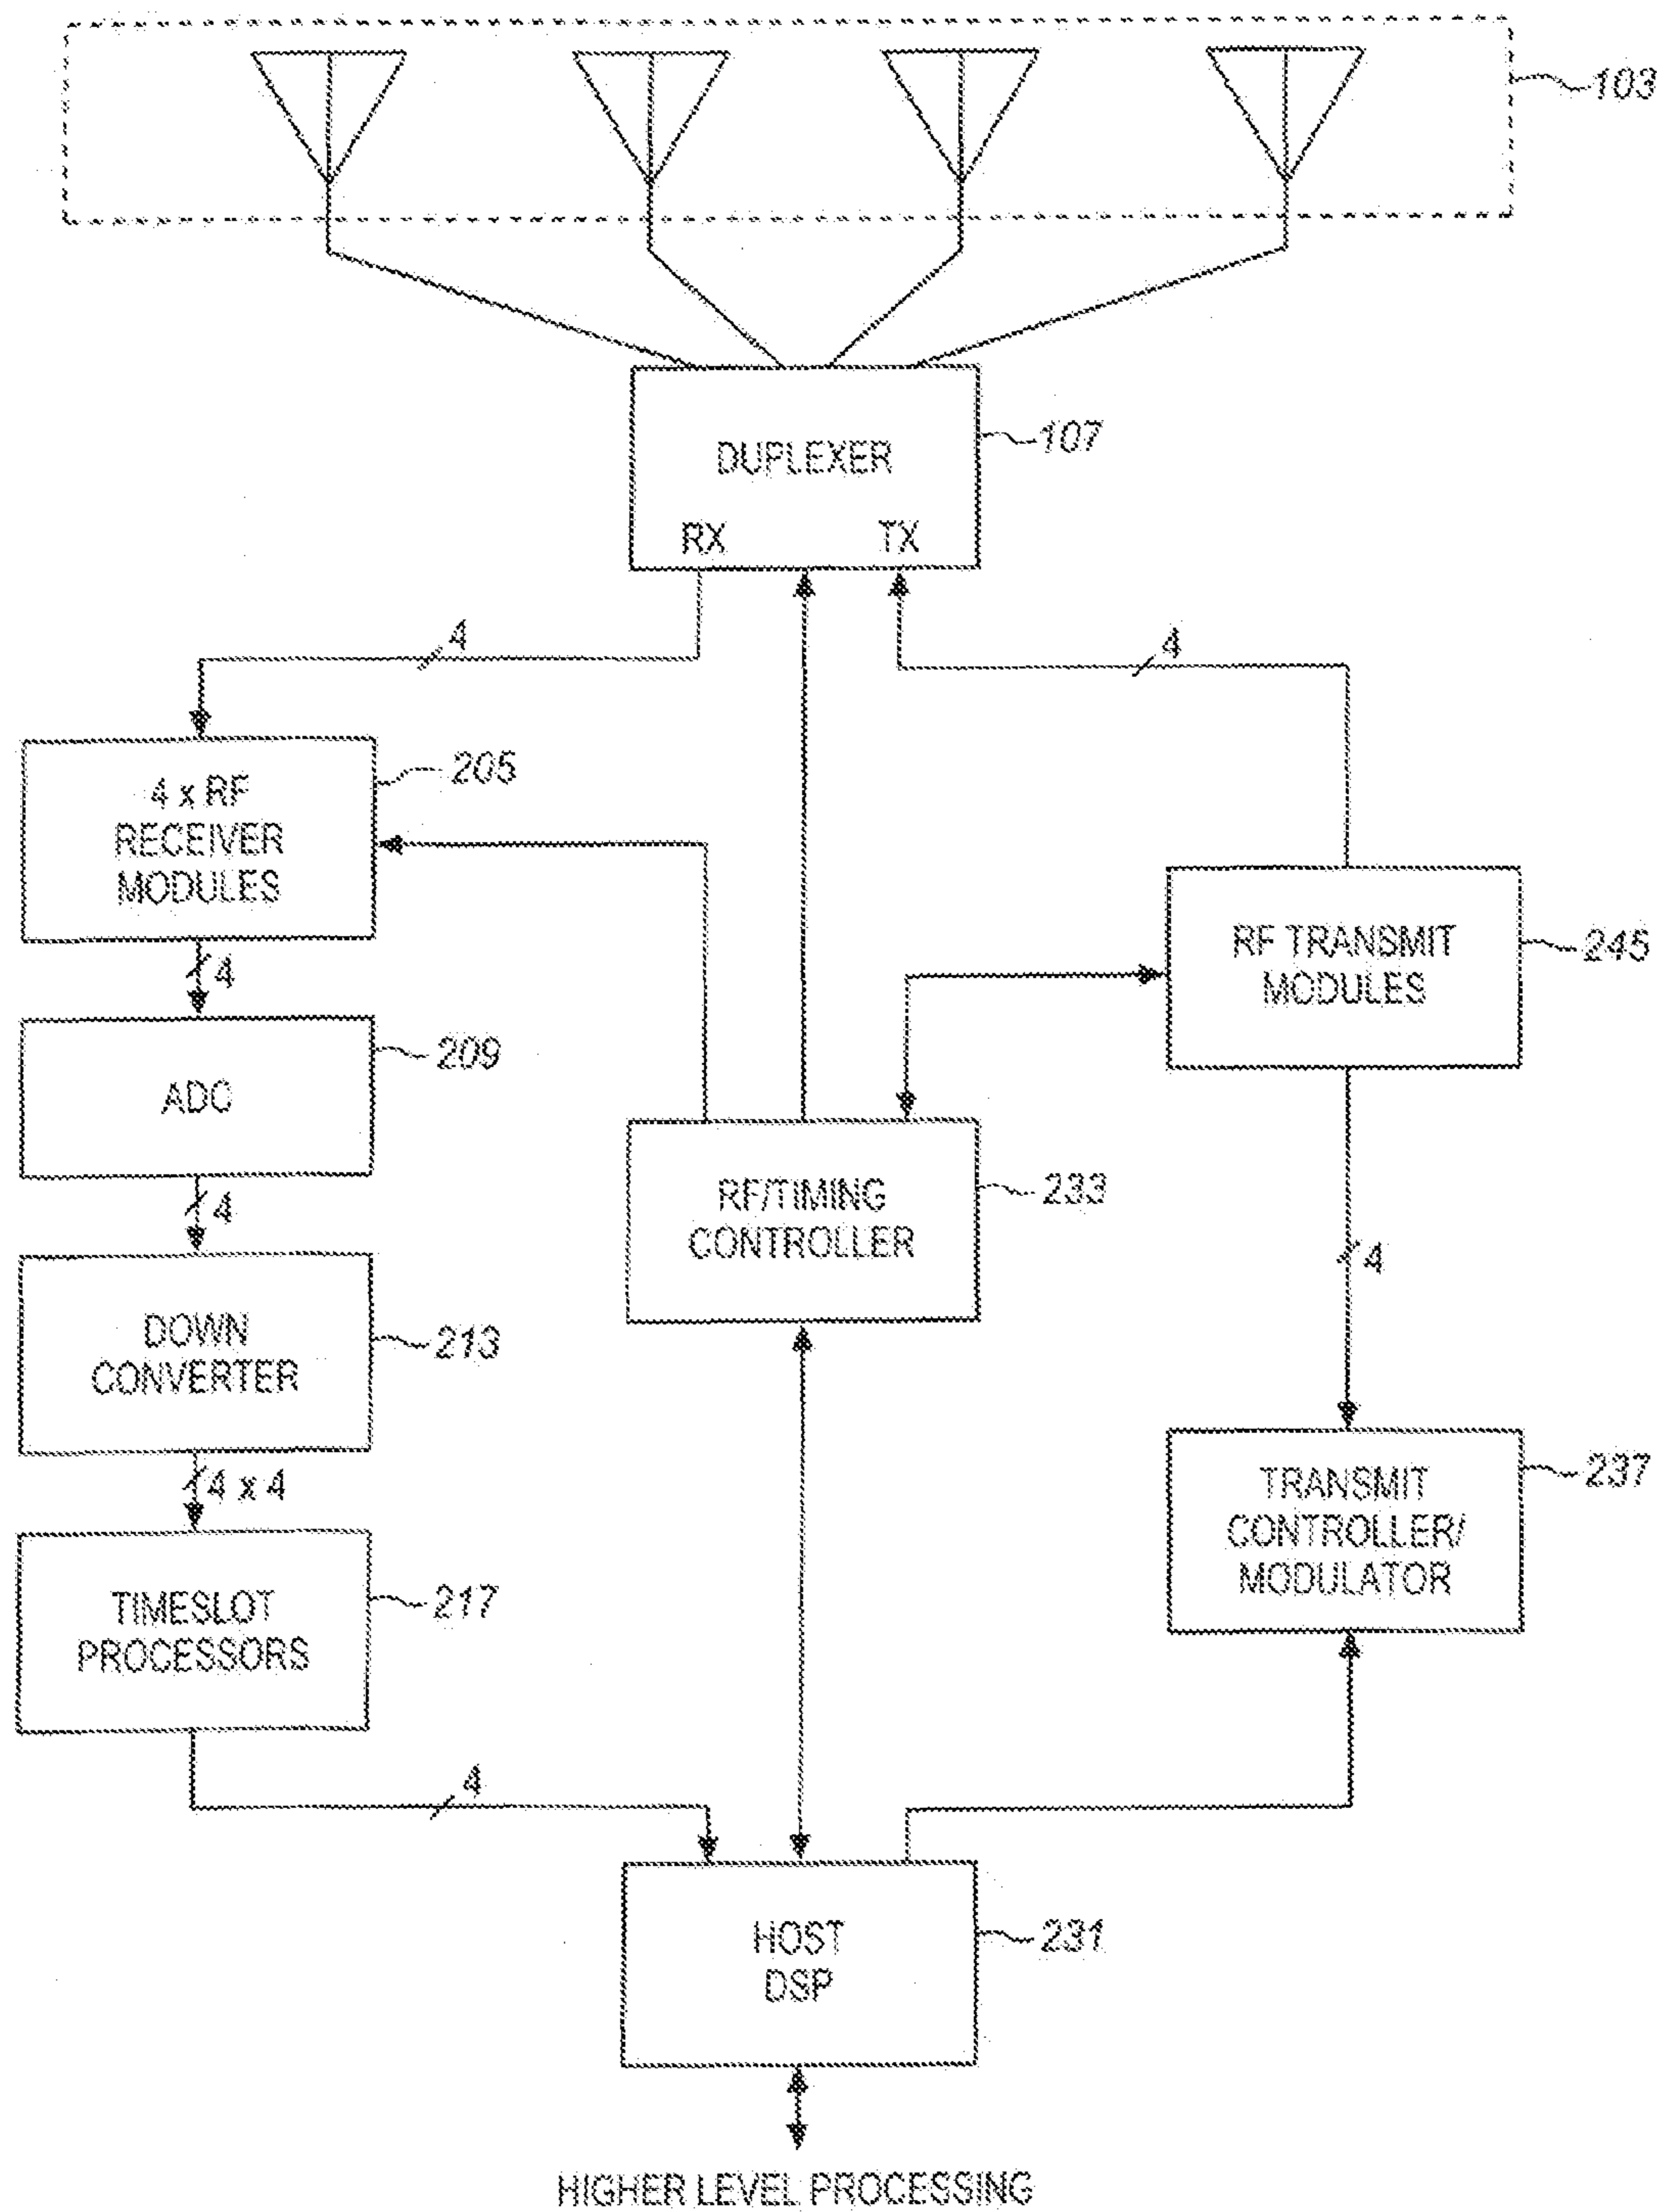 103
DUPLEXER
107
RX
TX
4
4
4 x RF
RECEIVER
MODULES
205
RF TRANSMIT
MODULES
245
4
ADC
209
RF/TIMING
CONTROLLER
233
4
4
DOWN
CONVERTER
213
4 x 4
TRANSMIT
CONTROLLER/
MODULATOR
237
TIMESLOT
PROCESSORS
217
4
HOST
DSP
231
HIGHER LEVEL PROCESSING